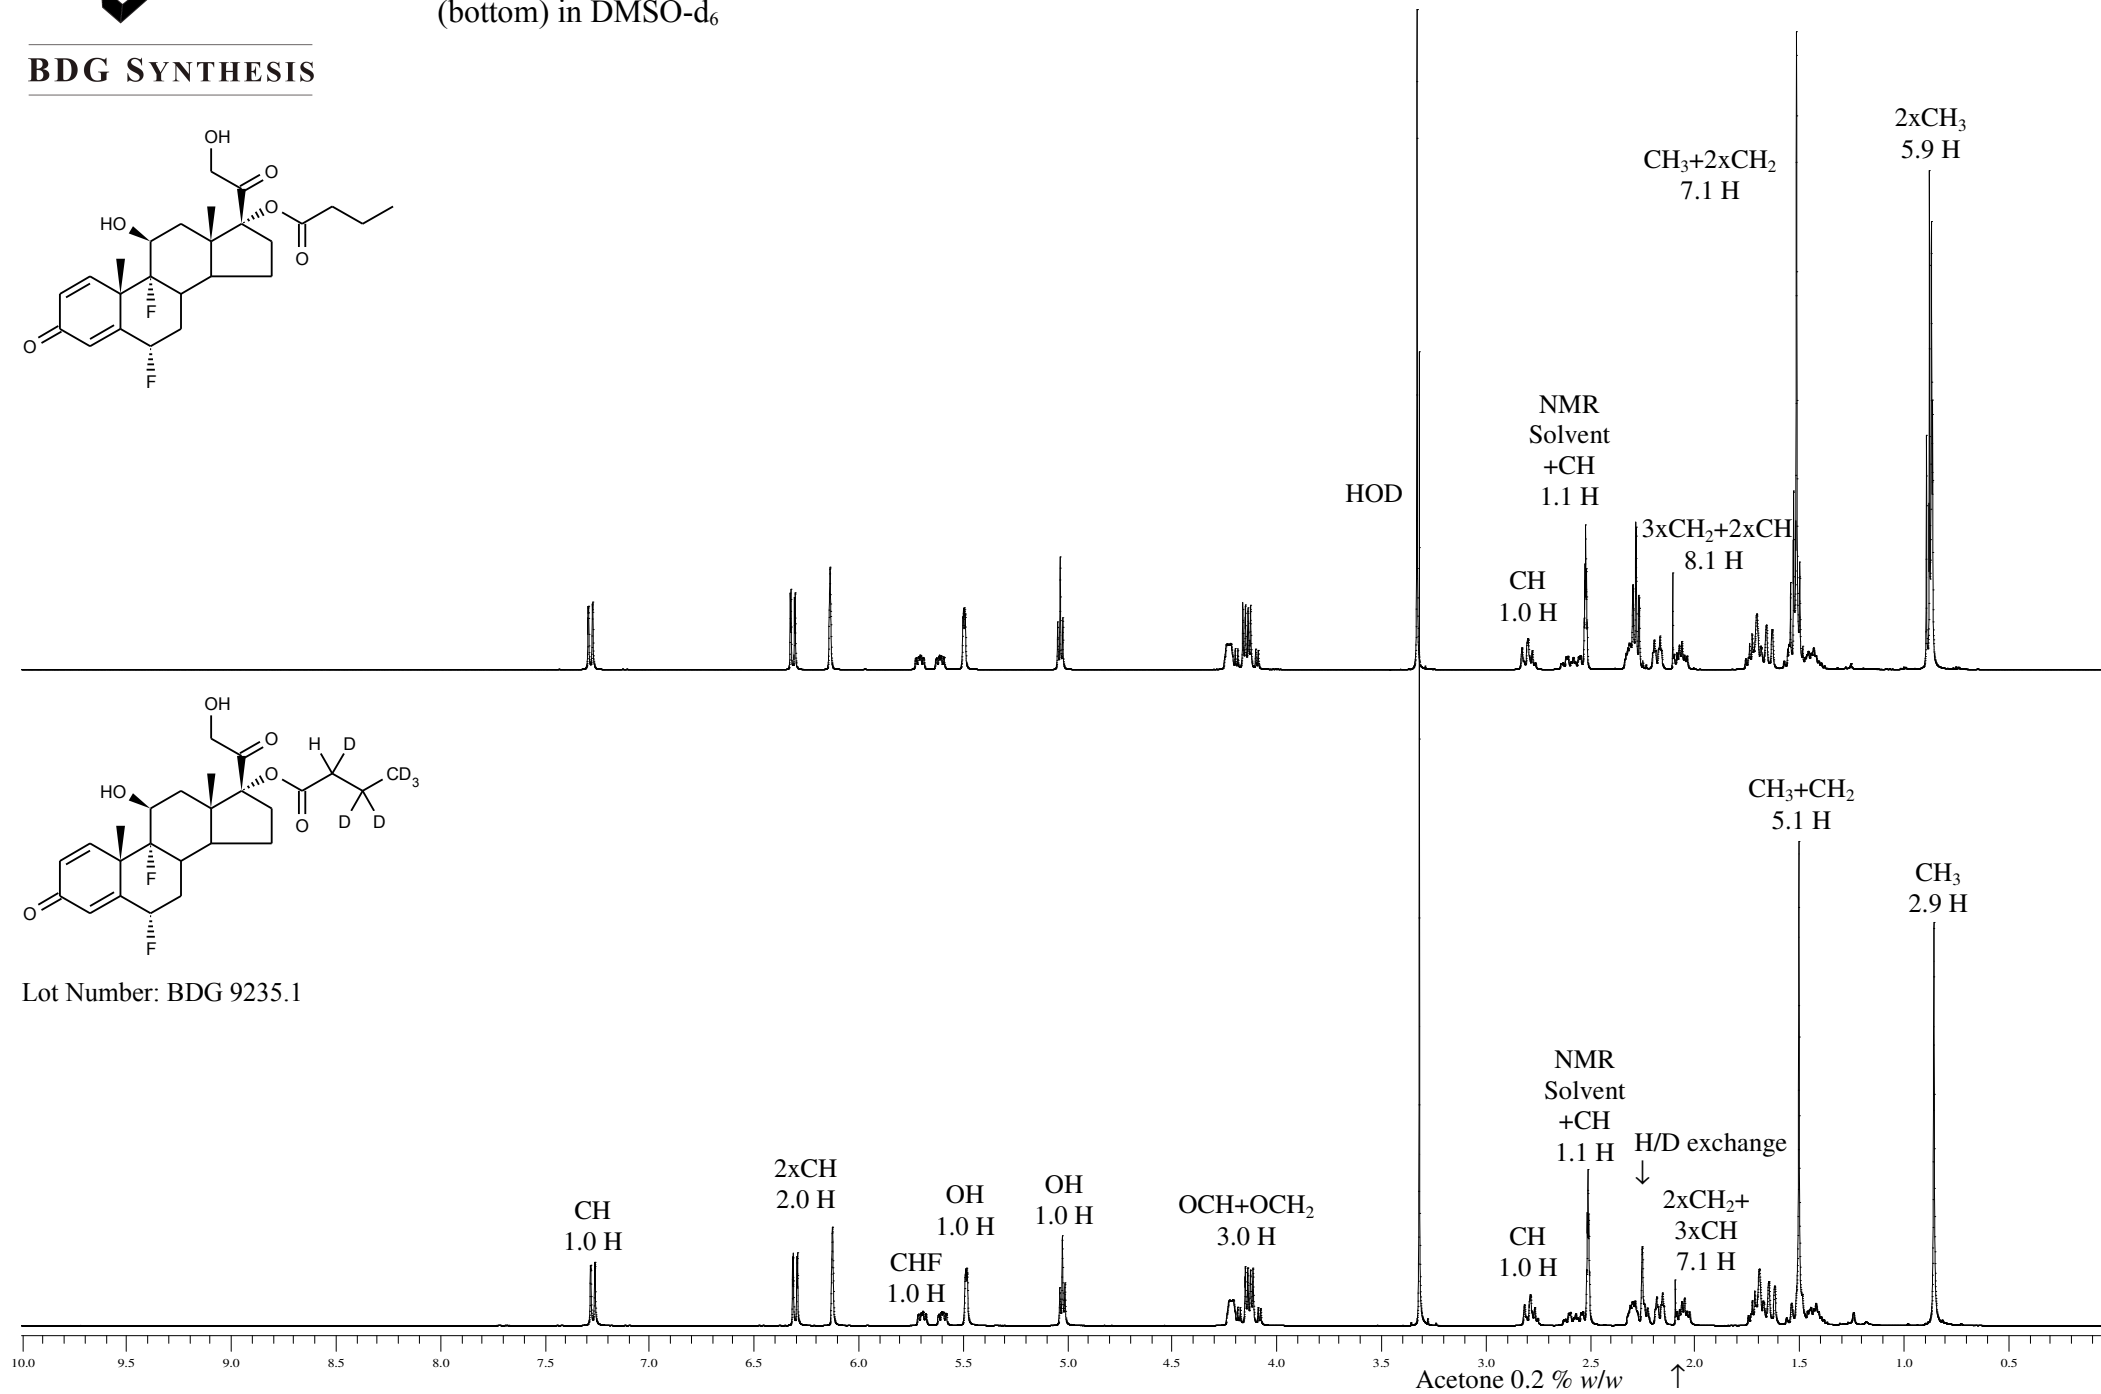 (bottom) in DMSO-d₆
BDG SYNTHESIS
OH
O
O
HO
O
F
O
F
HOD
NMR
Solvent
+CH
1.1 H
CH
1.0 H
3xCH₂+2xCH
8.1 H
CH₃+2xCH₂
7.1 H
2xCH₃
5.9 H
OH
O
H D
O
CD₃
HO
O
D D
F
O
F
Lot Number: BDG 9235.1
CH
1.0 H
2xCH
2.0 H
CHF
1.0 H
OH
1.0 H
OH
1.0 H
OCH+OCH₂
3.0 H
CH
1.0 H
NMR
Solvent
+CH
1.1 H
H/D exchange
↓
2xCH₂+
3xCH
7.1 H
CH₃+CH₂
5.1 H
CH₃
2.9 H
10.0 9.5 9.0 8.5 8.0 7.5 7.0 6.5 6.0 5.5 5.0 4.5 4.0 3.5 3.0 2.5 2.0 1.5 1.0 0.5
Acetone 0.2 % w/w ↑